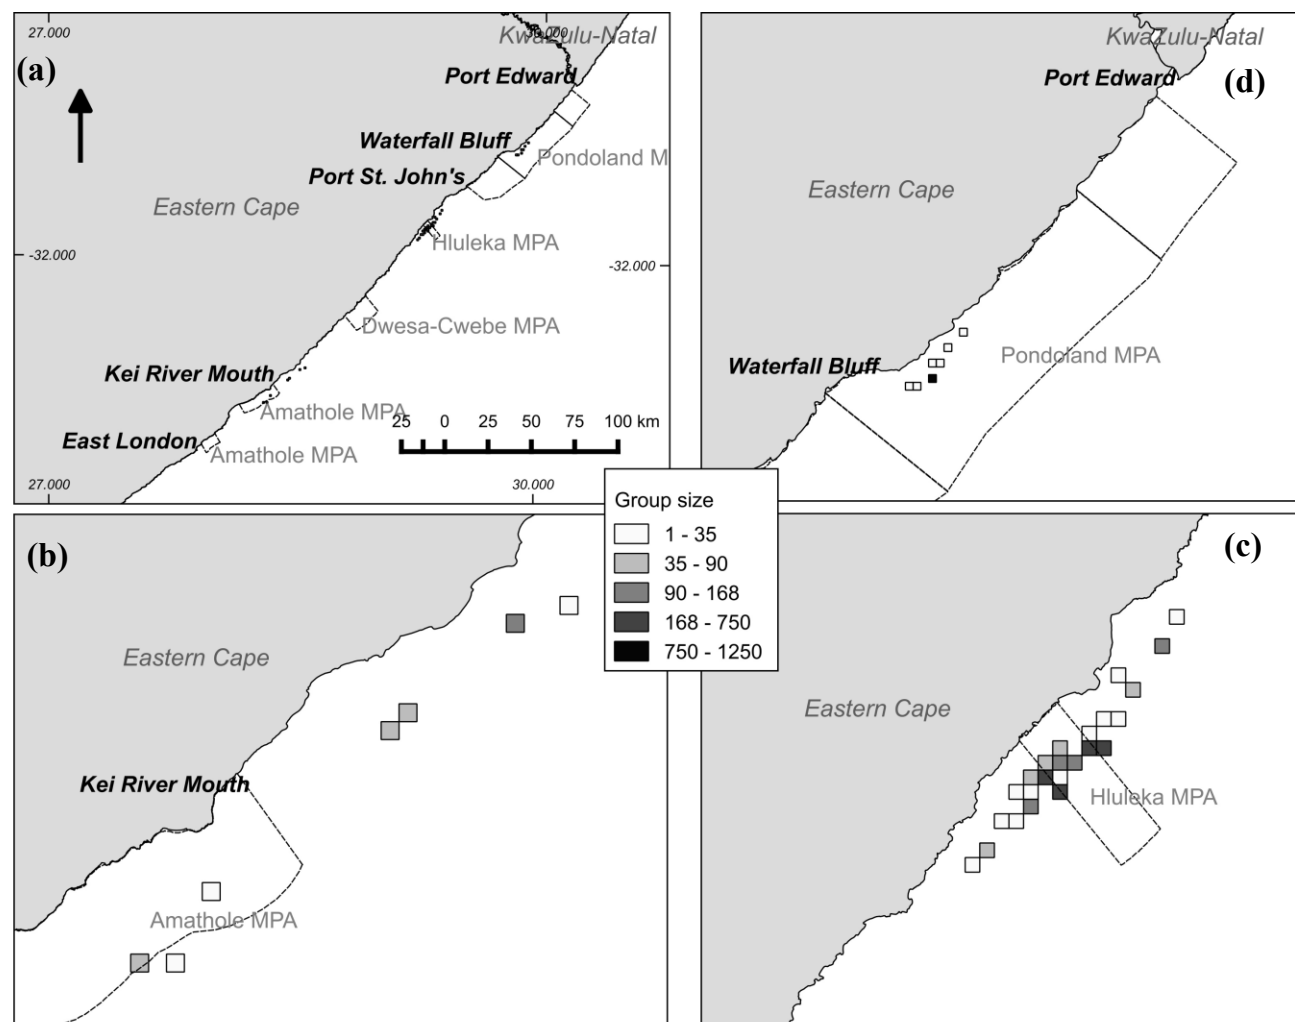 27.000
30.000
KwaZulu-Natal
(a)
Port Edward
Waterfall Bluff
Pondoland M
Port St. John's
Eastern Cape
Hluleka MPA
-32.000
-32.000
Dwesa-Cwebe MPA
Kei River Mouth
Amathole MPA
25 0 25 50 75 100 km
East London
Amathole MPA
27.000
30.000
KwaZulu-Natal
Port Edward
(d)
Eastern Cape
Pondoland MPA
Waterfall Bluff
Group size
1 - 35
35 - 90
90 - 168
168 - 750
750 - 1250
(b)
Eastern Cape
Kei River Mouth
Amathole MPA
(c)
Eastern Cape
Hluleka MPA